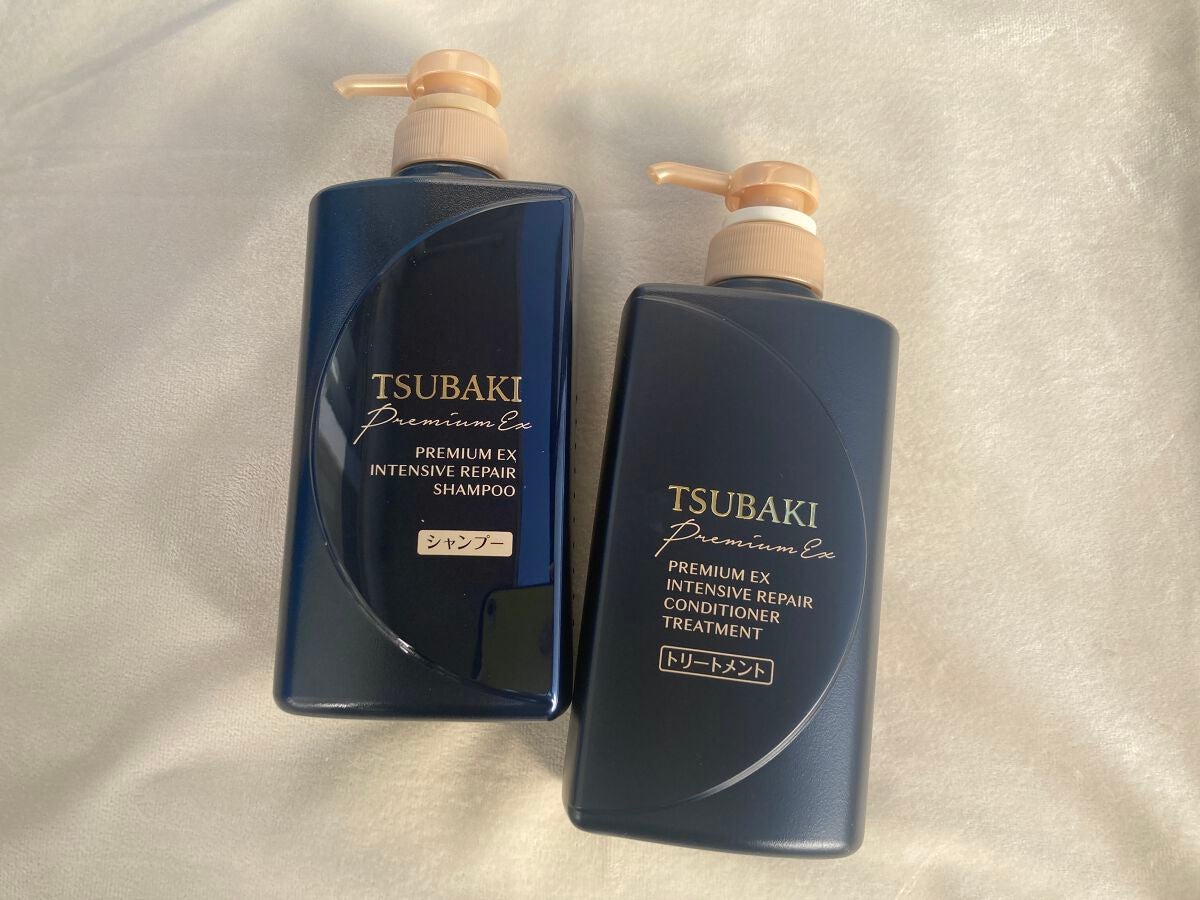 TSUBAKI
Premium Ex
PREMIUM EX
INTENSIVE REPAIR
SHAMPOO
シャンプー
TSUBAKI
Premium Ex
PREMIUM EX
INTENSIVE REPAIR
CONDITIONER
TREATMENT
トリートメント